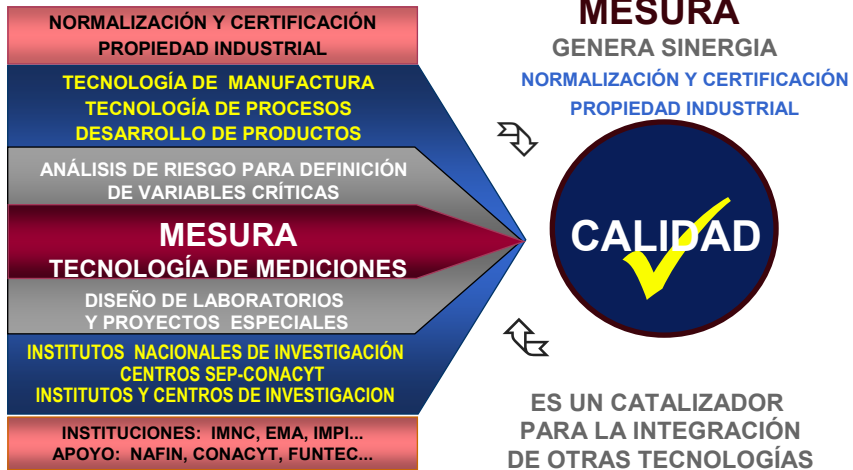 NORMALIZACIÓN Y CERTIFICACIÓN
PROPIEDAD INDUSTRIAL
TECNOLOGÍA DE MANUFACTURA
TECNOLOGÍA DE PROCESOS
DESARROLLO DE PRODUCTOS
ANÁLISIS DE RIESGO PARA DEFINICIÓN
DE VARIABLES CRÍTICAS
MESURA
TECNOLOGÍA DE MEDICIONES
DISEÑO DE LABORATORIOS
Y PROYECTOS ESPECIALES
INSTITUTOS NACIONALES DE INVESTIGACIÓN
CENTROS SEP-CONACYT
INSTITUTOS Y CENTROS DE INVESTIGACION
INSTITUCIONES: IMNC, EMA, IMPI...
APOYO: NAFIN, CONACYT, FUNTEC...
MESURA
GENERA SINERGIA
NORMALIZACIÓN Y CERTIFICACIÓN
PROPIEDAD INDUSTRIAL
CALIDAD
ES UN CATALIZADOR
PARA LA INTEGRACIÓN
DE OTRAS TECNOLOGÍAS